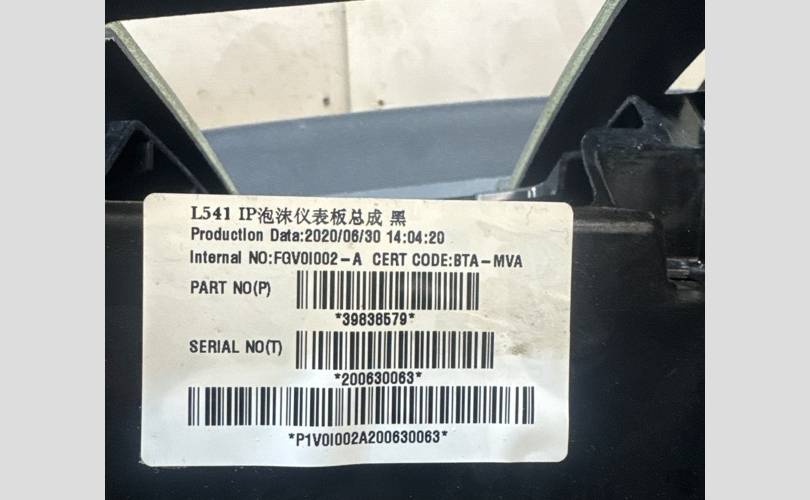 L541 IP泡沫仪表板总成 黑
Production Data:2020/06/30 14:04:20
Internal NO:FQV0I002-A CERT CODE:BTA-MVA
PART NO(P)
*39838579*
SERIAL NO(T)
*200630063*
*P1V0I002A200630063*